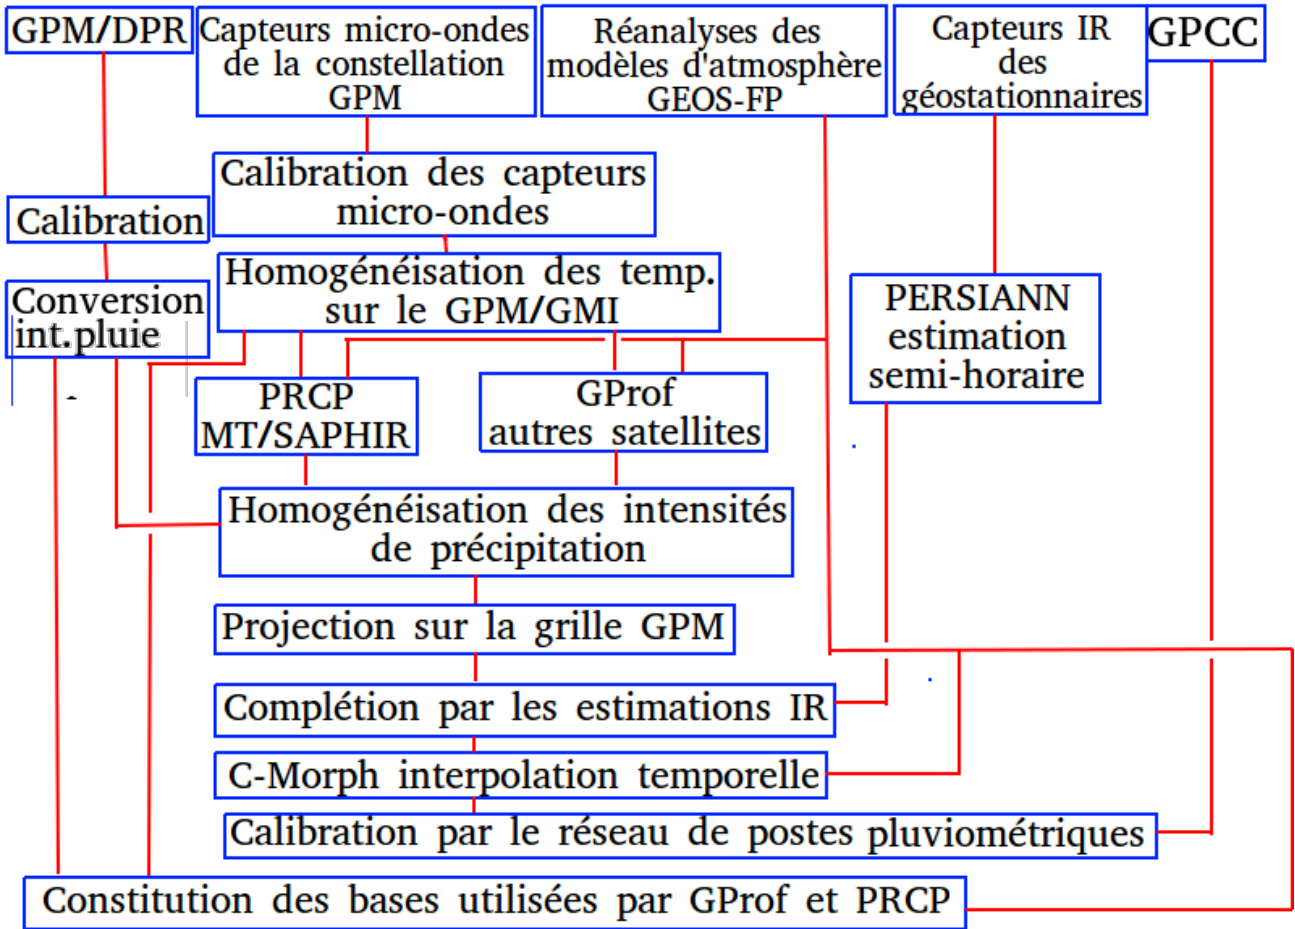 GPM/DPR
Capteurs micro-ondes
de la constellation
GPM
Réanalyses des
modèles d'atmosphère
GEOS-FP
Capteurs IR
des
géostationnaires
GPCC
Calibration des capteurs
micro-ondes
Calibration
Homogénéisation des temp.
sur le GPM/GMI
Conversion
int.pluie
PERSIANN
estimation
semi-horaire
PRCP
MT/SAPHIR
GProf
autres satellites
Homogénéisation des intensités
de précipitation
Projection sur la grille GPM
Complétion par les estimations IR
C-Morph interpolation temporelle
Calibration par le réseau de postes pluviométriques
Constitution des bases utilisées par GProf et PRCP